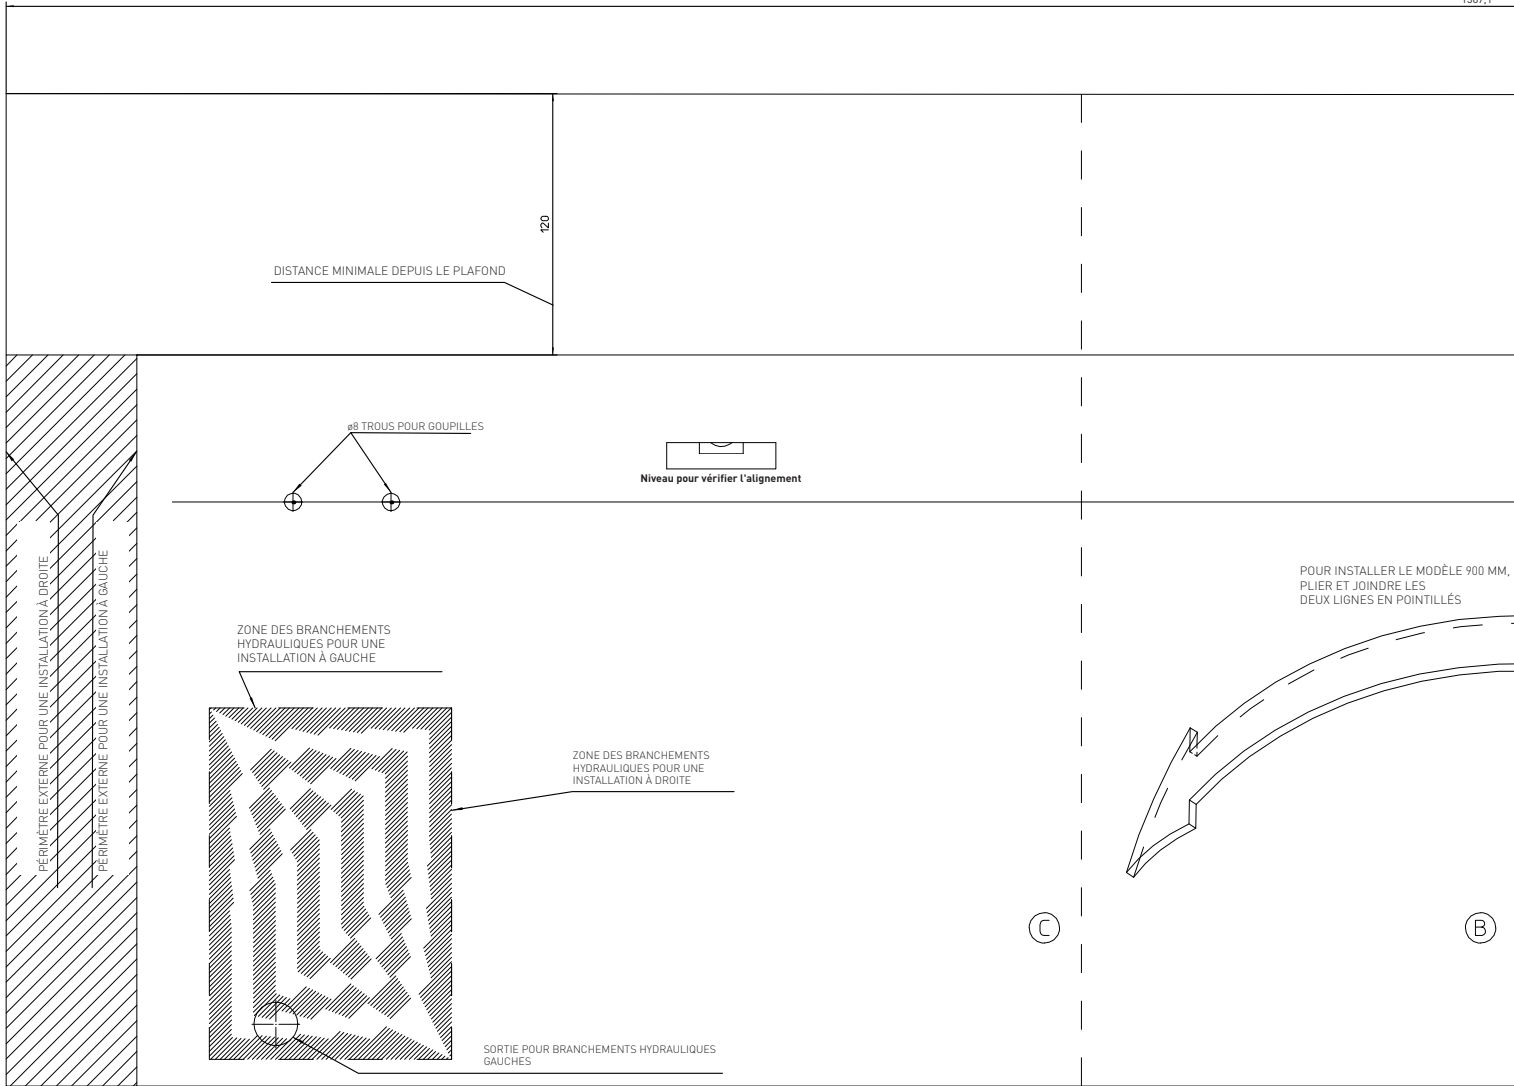 120
DISTANCE MINIMALE DEPUIS LE PLAFOND
ø8 TROUS POUR GOUPILLES
Niveau pour vérifier l'alignement
PÉRIMÈTRE EXTERNE POUR UNE INSTALLATION À DROITE
PÉRIMÈTRE EXTERNE POUR UNE INSTALLATION À GAUCHE
POUR INSTALLER LE MODÈLE 900 MM,
PLIER ET JOINDRE LES
DEUX LIGNES EN POINTILLÉS
ZONE DES BRANCHEMENTS
HYDRAULIQUES POUR UNE
INSTALLATION À GAUCHE
ZONE DES BRANCHEMENTS
HYDRAULIQUES POUR UNE
INSTALLATION À DROITE
C
B
SORTIE POUR BRANCHEMENTS HYDRAULIQUES
GAUCHES